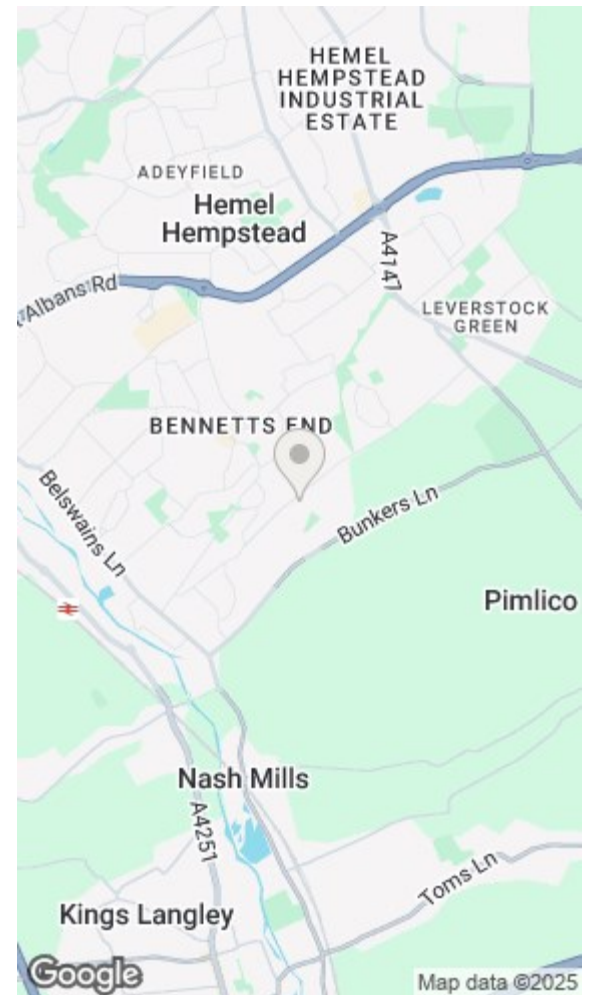 HEMEL
HEMPSTEAD
INDUSTRIAL
ESTATE
ADEYFIELD
Hemel
Hempstead
A4147
Albans Rd
LEVERSTOCK
GREEN
BENNETTS END
Belswains Ln
Bunkers Ln
Pimlico
Nash Mills
A4251
Toms Ln
Kings Langley
Google
Map data ©2025